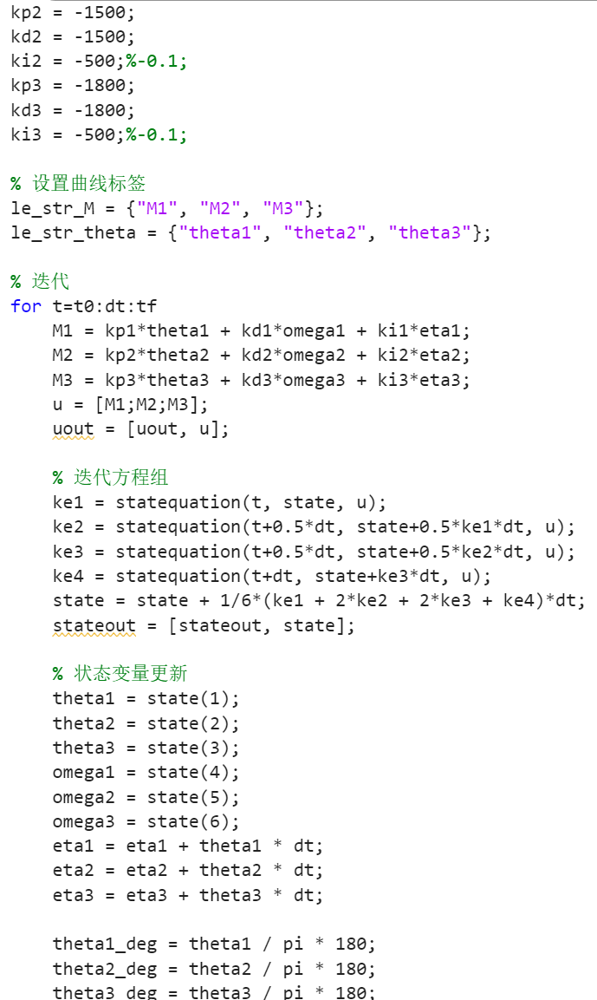 kp2 = -1500;
kd2 = -1500;
ki2 = -500;%-0.1;
kp3 = -1800;
kd3 = -1800;
ki3 = -500;%-0.1;
% 设置曲线标签
le_str_M = {"M1", "M2", "M3"};
le_str_theta = {"theta1", "theta2", "theta3"};
% 迭代
for t=t0:dt:tf
M1 = kp1*theta1 + kd1*omega1 + ki1*eta1;
M2 = kp2*theta2 + kd2*omega2 + ki2*eta2;
M3 = kp3*theta3 + kd3*omega3 + ki3*eta3;
u = [M1;M2;M3];
uout = [uout, u];
% 迭代方程组
ke1 = statequation(t, state, u);
ke2 = statequation(t+0.5*dt, state+0.5*ke1*dt, u);
ke3 = statequation(t+0.5*dt, state+0.5*ke2*dt, u);
ke4 = statequation(t+dt, state+ke3*dt, u);
state = state + 1/6*(ke1 + 2*ke2 + 2*ke3 + ke4)*dt;
stateout = [stateout, state];
% 状态变量更新
theta1 = state(1);
theta2 = state(2);
theta3 = state(3);
omega1 = state(4);
omega2 = state(5);
omega3 = state(6);
eta1 = eta1 + theta1 * dt;
eta2 = eta2 + theta2 * dt;
eta3 = eta3 + theta3 * dt;
theta1_deg = theta1 / pi * 180;
theta2_deg = theta2 / pi * 180;
theta3_deg = theta3 / pi * 180;